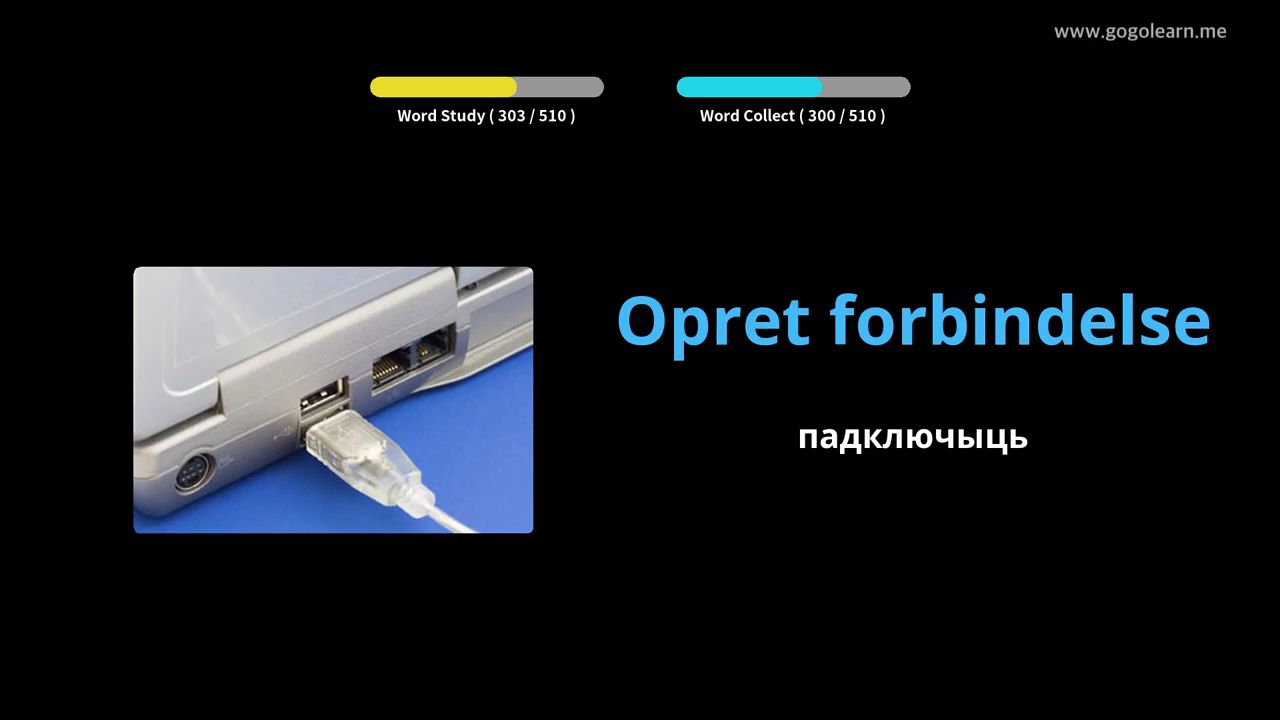 www.gogolearn.me
Word Study ( 303 / 510 )
Word Collect ( 300 / 510 )
Opret forbindelse
падключыць